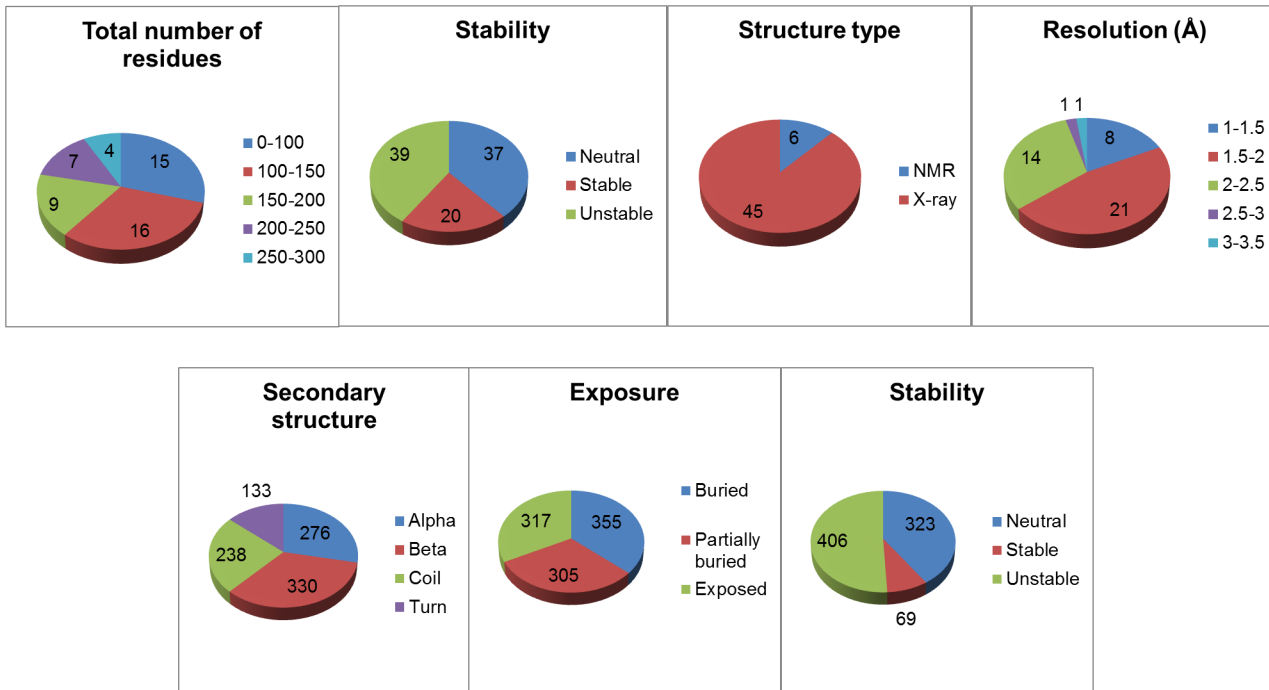 Total number of
residues
15
16
9
7
4
0-100
100-150
150-200
200-250
250-300
Stability
37
20
39
Neutral
Stable
Unstable
Structure type
6
45
NMR
X-ray
Resolution (Å)
1 1
8
21
14
1-1.5
1.5-2
2-2.5
2.5-3
3-3.5
Secondary
structure
133
276
330
238
Alpha
Beta
Coil
Turn
Exposure
355
305
317
Buried
Partially
buried
Exposed
Stability
323
69
406
Neutral
Stable
Unstable